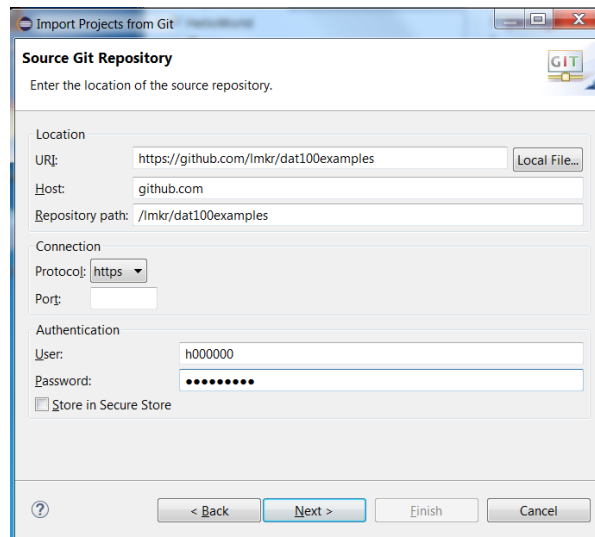 Import Projects from Git
Source Git Repository
Enter the location of the source repository.
GIT
Location
URI: https://github.com/lmkr/dat100examples Local File...
Host: github.com
Repository path: /lmkr/dat100examples
Connection
Protocol: https
Port:
Authentication
User: h000000
Password: ●●●●●●●●●
Store in Secure Store
? < Back Next > Finish Cancel